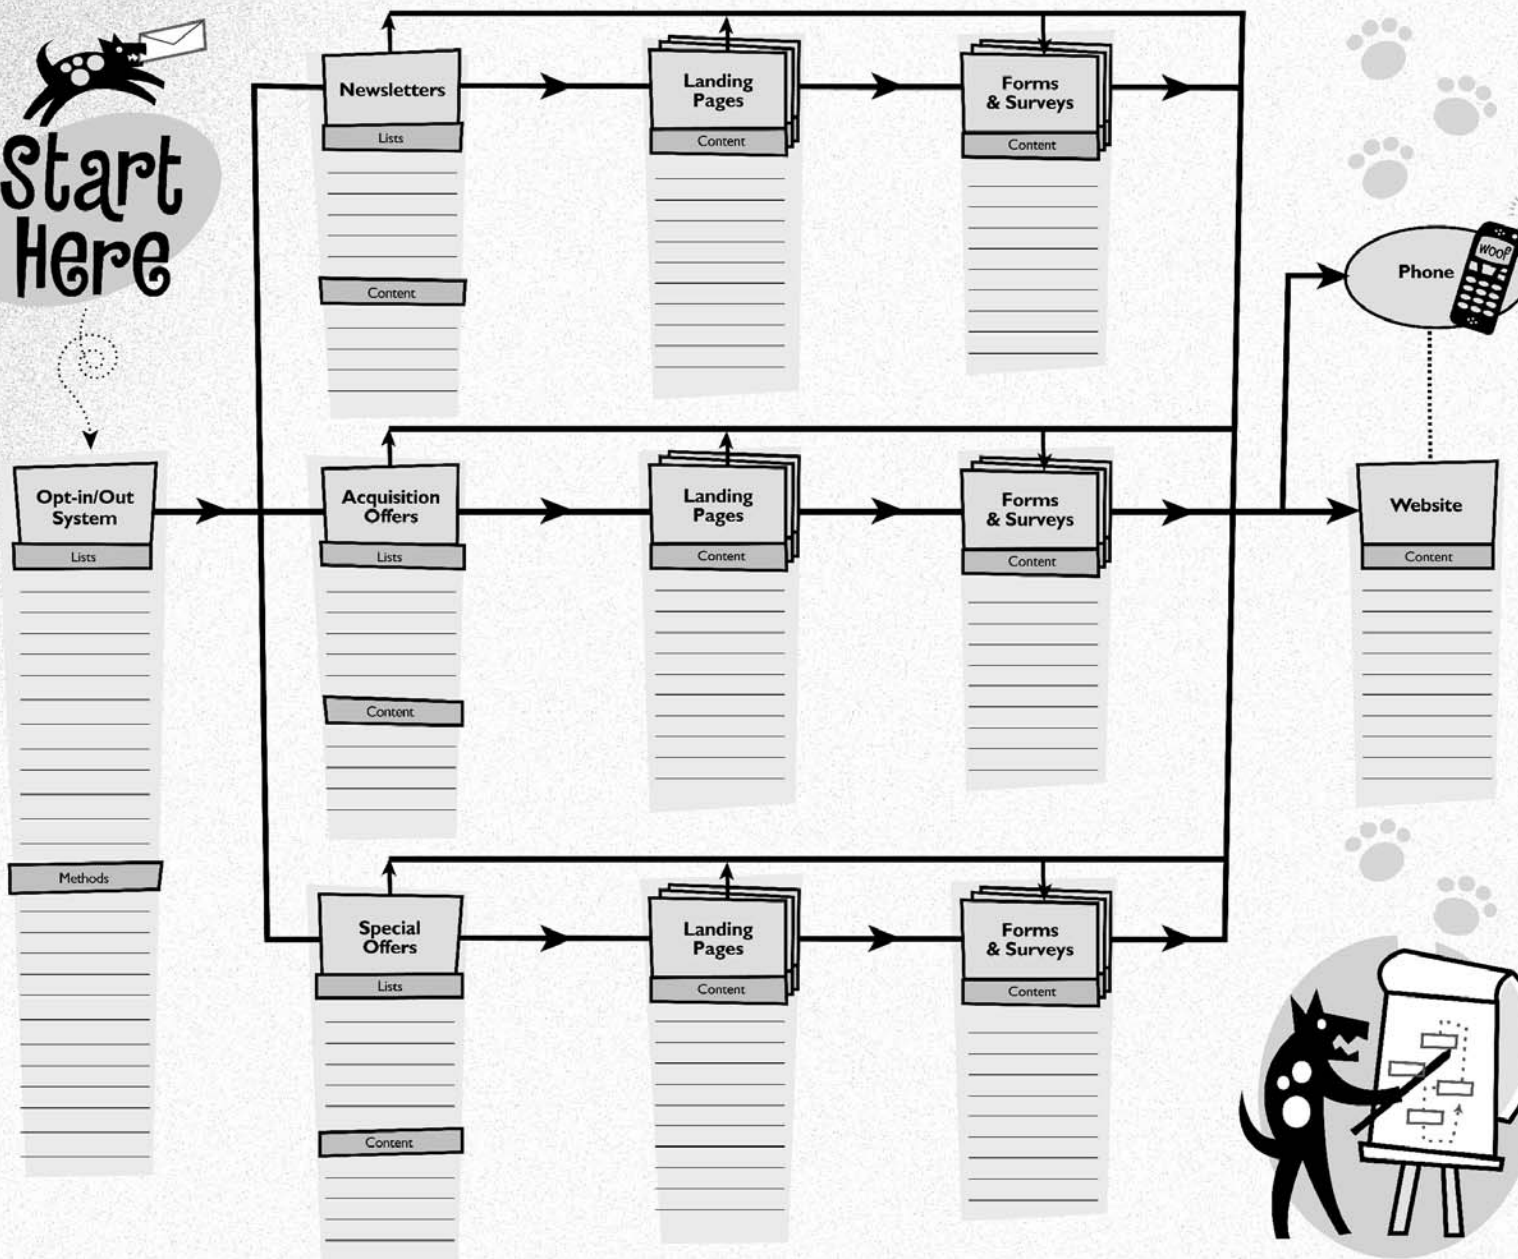 Start
Here
Newsletters
Lists
Content
Landing
Pages
Content
Forms
& Surveys
Content
Phone
WOOF
Opt-in/Out
System
Lists
Methods
Acquisition
Offers
Lists
Content
Landing
Pages
Content
Forms
& Surveys
Content
Website
Content
Special
Offers
Lists
Content
Landing
Pages
Content
Forms
& Surveys
Content